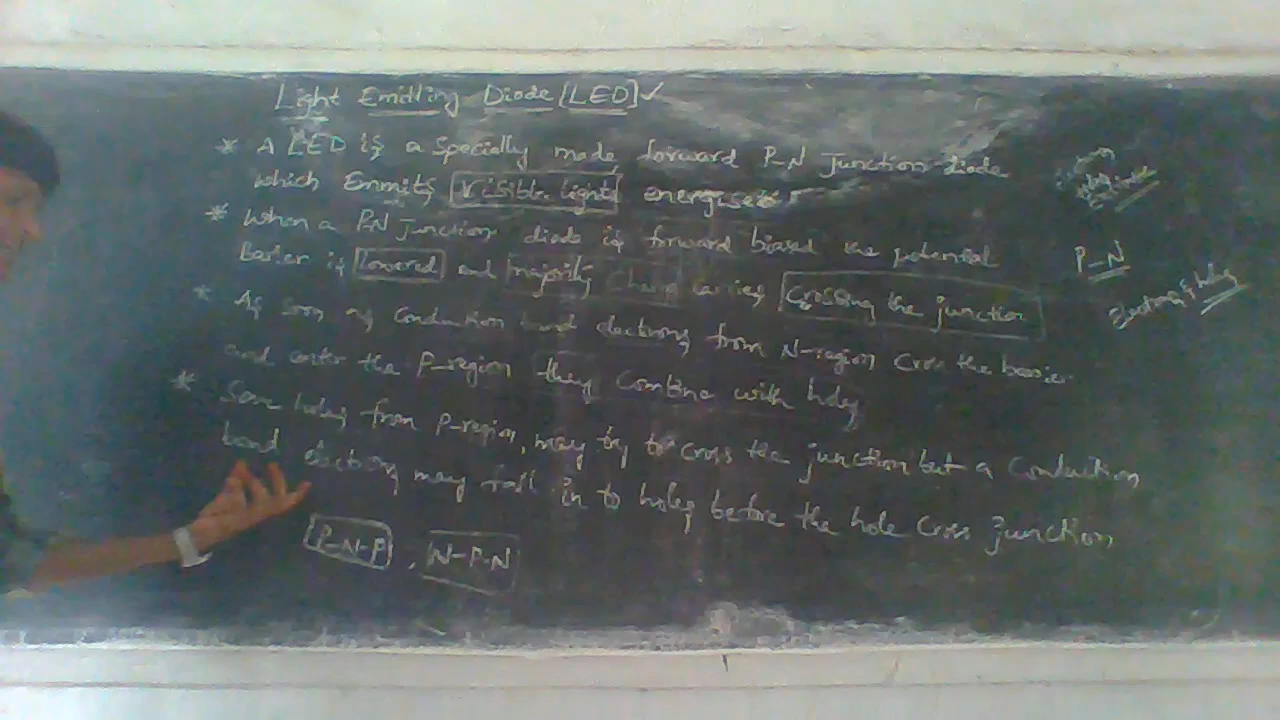 Light Emitting Diode [LED] ✓
* A LED is a Specially made forward P-N Junction diode
which Emmits visible lights energise
* When a P-N Junction diode is forward biased the potential
barier is lowered and majority Charge carries Crossing the junction
* As soon as Conduction band electrons from N-region Cross the barrier
and enter the P-region they Combine with holes
* Some holes from P-region, may try to cross the junction but a Conduction
band electrons may fall in to holes before the hole Cross junction
P-N-P, N-P-N
P-N
Electrons & holes